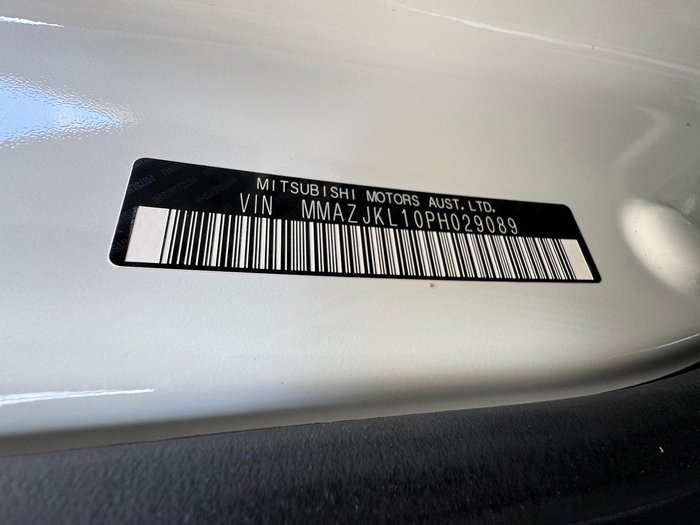 MITSUBISHI MOTORS AUST. LTD.
VIN MMAZJKL10PH029089